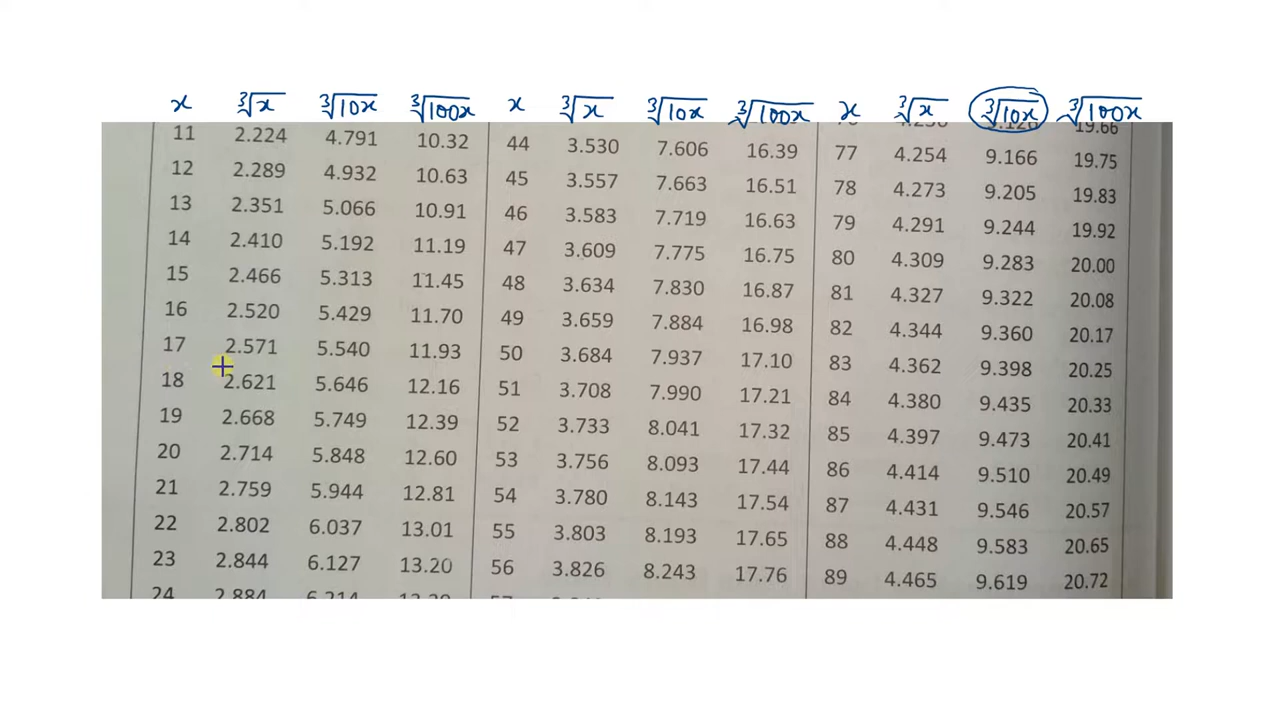 x ∛x ∛10x ∛100x x ∛x ∛10x ∛100x x ∛x ∛10x ∛100x
19.66
11 2.224 4.791 10.32 44 3.530 7.606 16.39 77 4.254 9.166 19.75
12 2.289 4.932 10.63 45 3.557 7.663 16.51 78 4.273 9.205 19.83
13 2.351 5.066 10.91 46 3.583 7.719 16.63 79 4.291 9.244 19.92
14 2.410 5.192 11.19 47 3.609 7.775 16.75 80 4.309 9.283 20.00
15 2.466 5.313 11.45 48 3.634 7.830 16.87 81 4.327 9.322 20.08
16 2.520 5.429 11.70 49 3.659 7.884 16.98 82 4.344 9.360 20.17
17 2.571 5.540 11.93 50 3.684 7.937 17.10 83 4.362 9.398 20.25
18 2.621 5.646 12.16 51 3.708 7.990 17.21 84 4.380 9.435 20.33
19 2.668 5.749 12.39 52 3.733 8.041 17.32 85 4.397 9.473 20.41
20 2.714 5.848 12.60 53 3.756 8.093 17.44 86 4.414 9.510 20.49
21 2.759 5.944 12.81 54 3.780 8.143 17.54 87 4.431 9.546 20.57
22 2.802 6.037 13.01 55 3.803 8.193 17.65 88 4.448 9.583 20.65
23 2.844 6.127 13.20 56 3.826 8.243 17.76 89 4.465 9.619 20.72
24 2.884 6.214